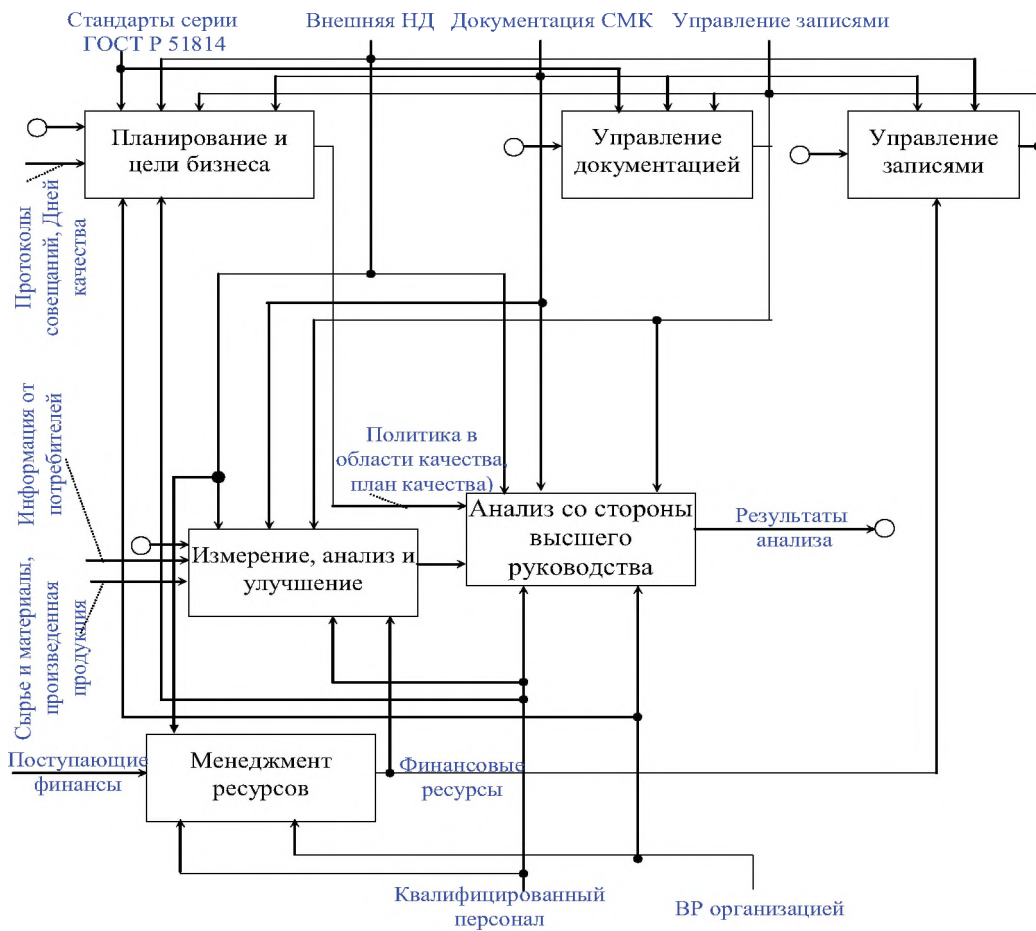 Стандарты серии
ГОСТ Р 51814
Внешняя НД
Документация СМК
Управление записями
Планирование и
цели бизнеса
Управление
документацией
Управление
записями
Протоколы
совещаний, Дней
качества
Информация от
потребителей
Политика в
области качества,
план качества)
Анализ со стороны
высшего
руководства
Результаты
анализа
Измерение, анализ и
улучшение
Сырье и материалы,
произведенная
продукция
Поступающие
финансы
Менеджмент
ресурсов
Финансовые
ресурсы
Квалифицированный
персонал
ВР организацией